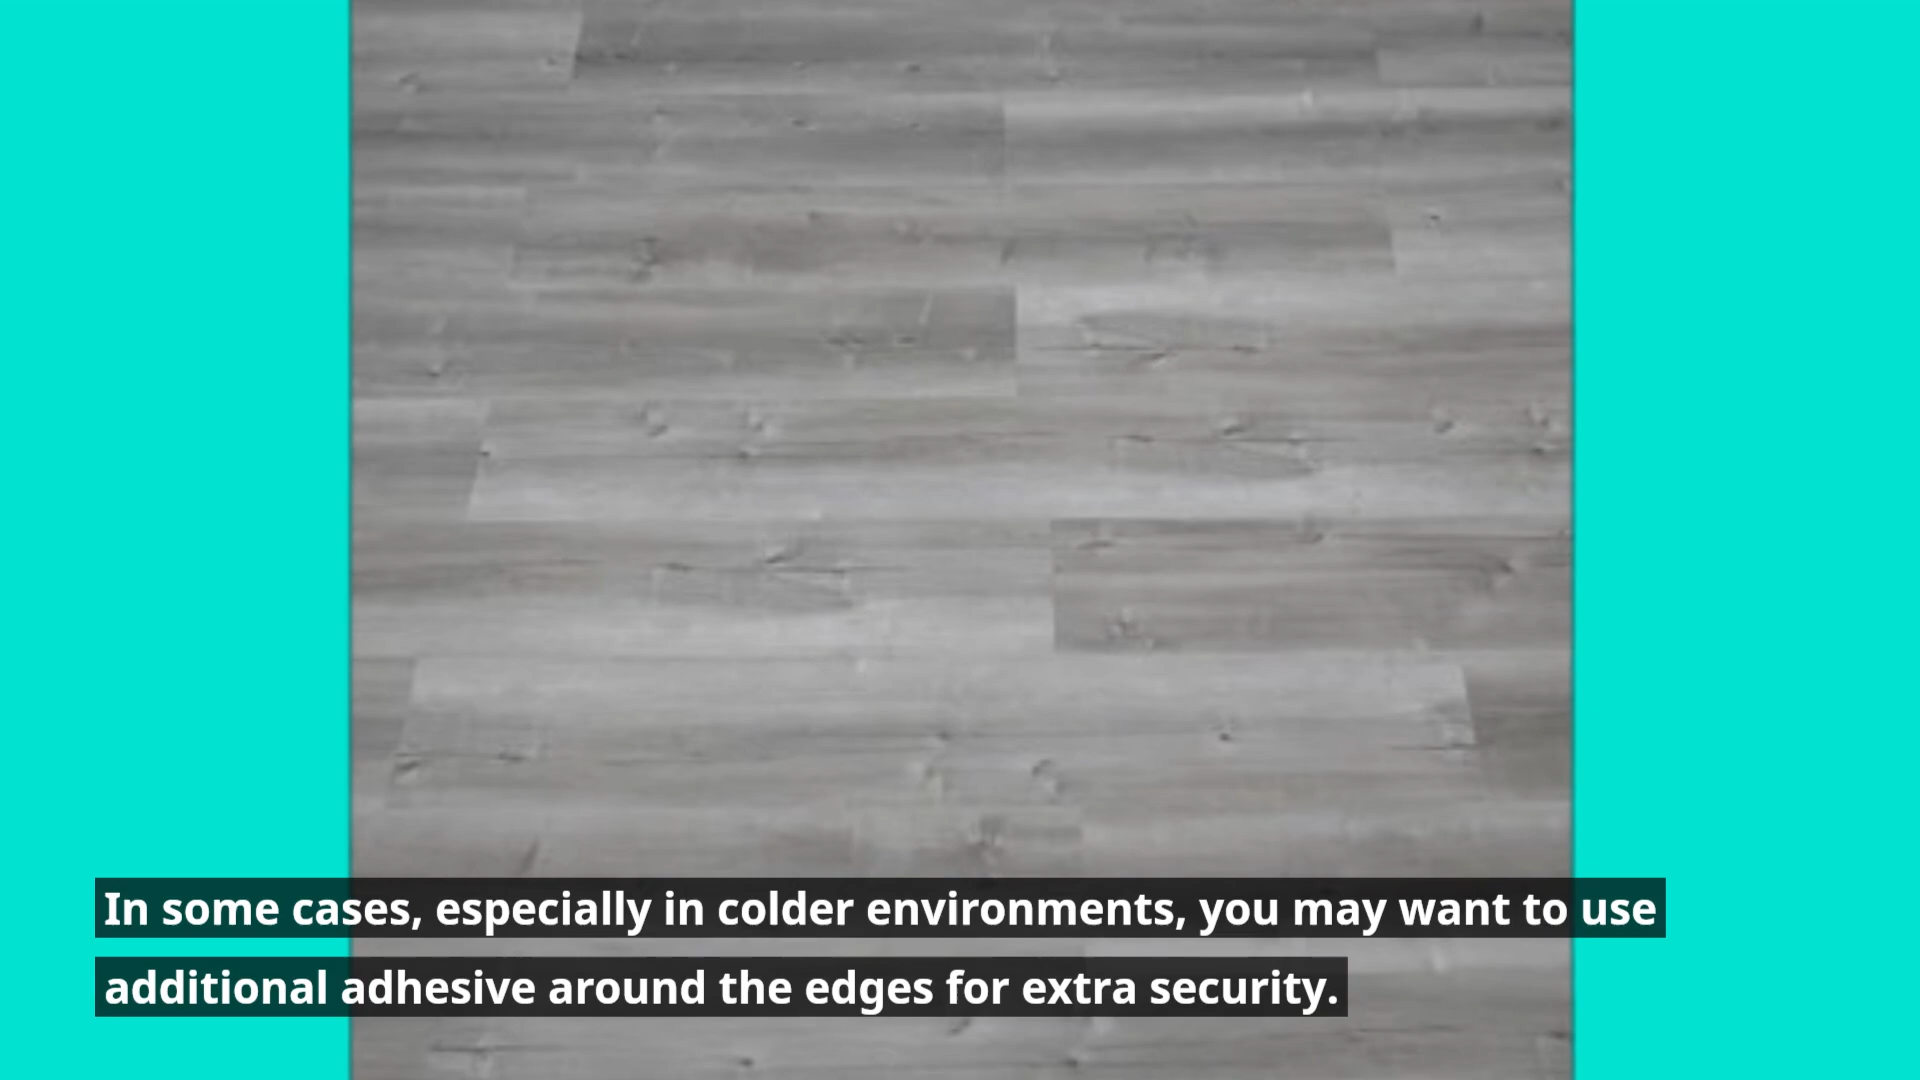 In some cases, especially in colder environments, you may want to use
additional adhesive around the edges for extra security.